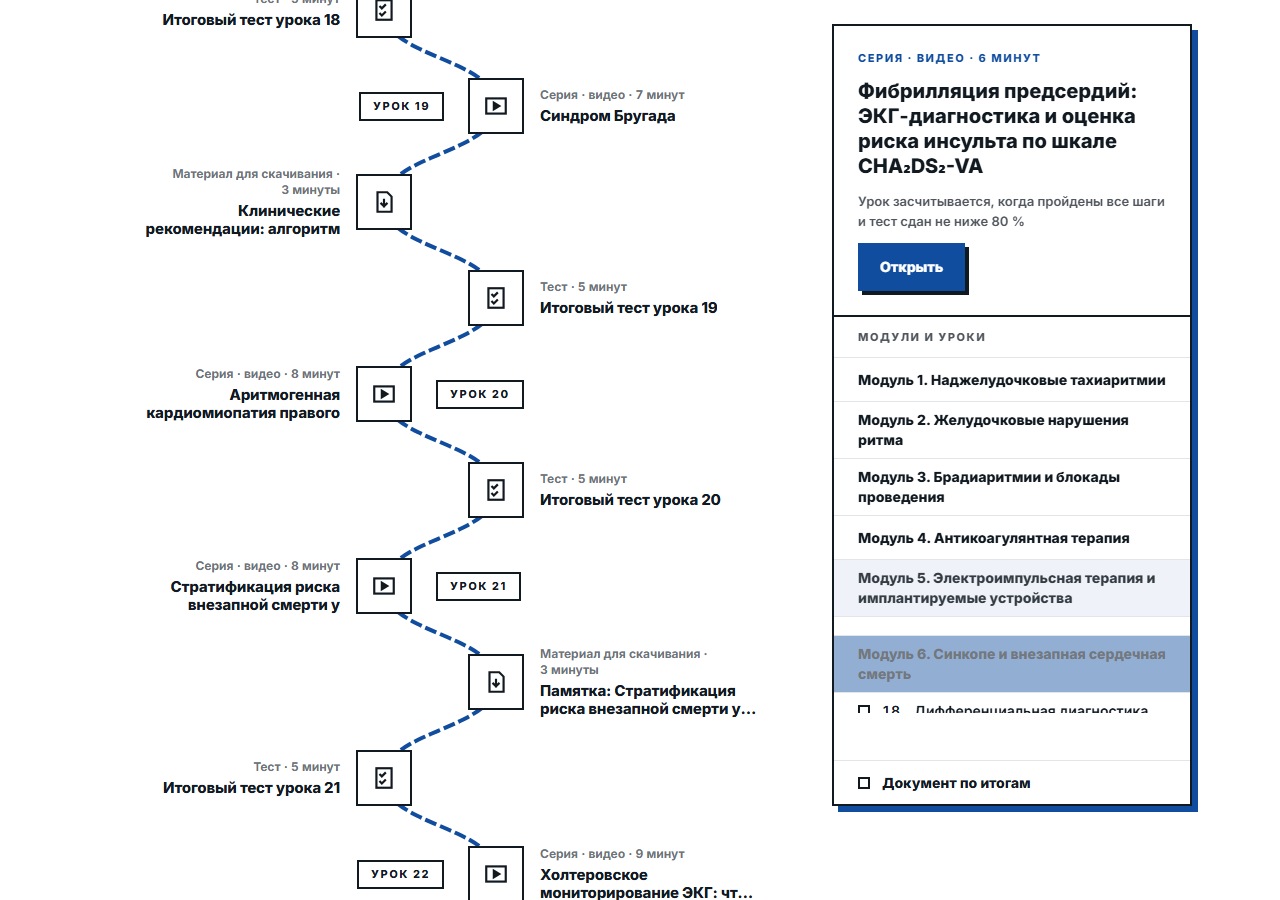 Тест · 5 минут
Итоговый тест урока 18
УРОК 19
Серия · видео · 7 минут
Синдром Бругада
Материал для скачивания ·
3 минуты
Клинические
рекомендации: алгоритм
Тест · 5 минут
Итоговый тест урока 19
Серия · видео · 8 минут
Аритмогенная
кардиомиопатия правого
УРОК 20
Тест · 5 минут
Итоговый тест урока 20
Серия · видео · 8 минут
Стратификация риска
внезапной смерти у
УРОК 21
Материал для скачивания ·
3 минуты
Памятка: Стратификация
риска внезапной смерти у…
Тест · 5 минут
Итоговый тест урока 21
УРОК 22
Серия · видео · 9 минут
Холтеровское
мониторирование ЭКГ: чт…
СЕРИЯ · ВИДЕО · 6 МИНУТ
Фибрилляция предсердий:
ЭКГ-диагностика и оценка
риска инсульта по шкале
CHA₂DS₂-VA
Урок засчитывается, когда пройдены все шаги
и тест сдан не ниже 80 %
Открыть
МОДУЛИ И УРОКИ
Модуль 1. Наджелудочковые тахиаритмии
Модуль 2. Желудочковые нарушения
ритма
Модуль 3. Брадиаритмии и блокады
проведения
Модуль 4. Антикоагулянтная терапия
Модуль 5. Электроимпульсная терапия и
имплантируемые устройства
Модуль 6. Синкопе и внезапная сердечная
смерть
18 Дифференциальная диагностика
Документ по итогам